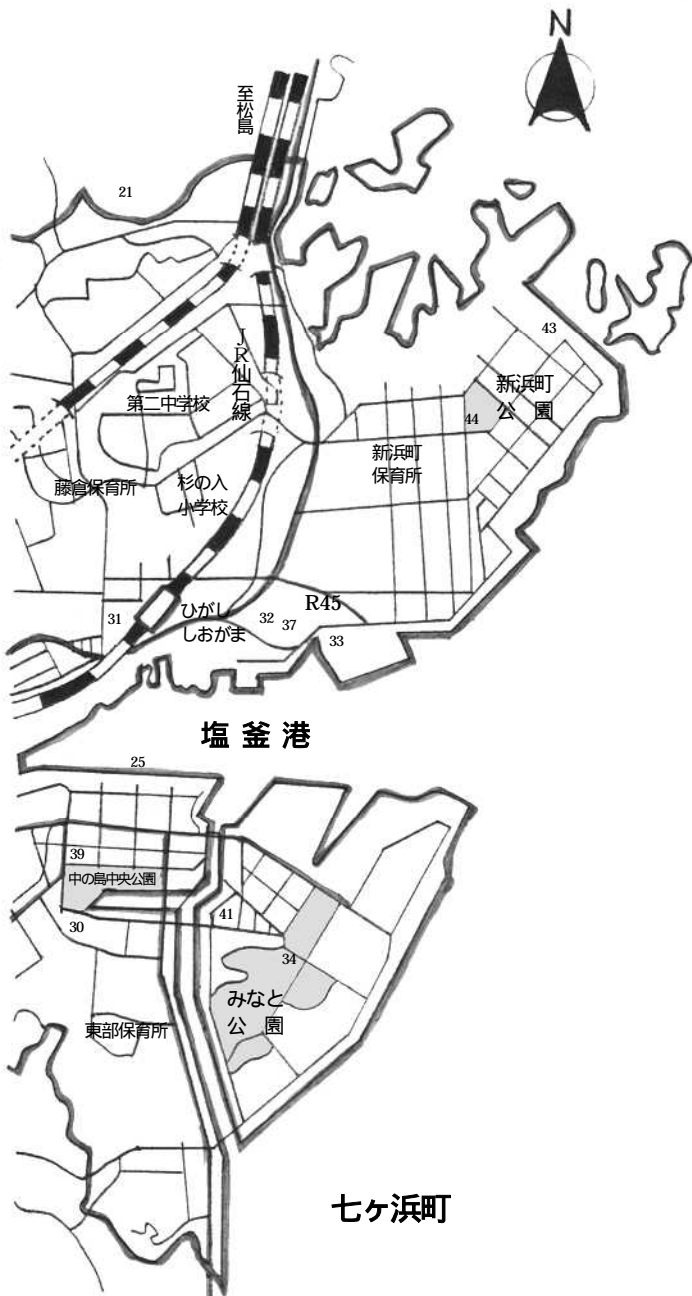 N
至松島
21
43
JR仙石線
新浜町
公園
第二中学校
44
新浜町
保育所
藤倉保育所
杉の入
小学校
R45
31
ひがし
しおがま
32
37
33
塩釜港
25
39
中の島中央公園
41
30
34
みなと
公園
東部保育所
七ヶ浜町